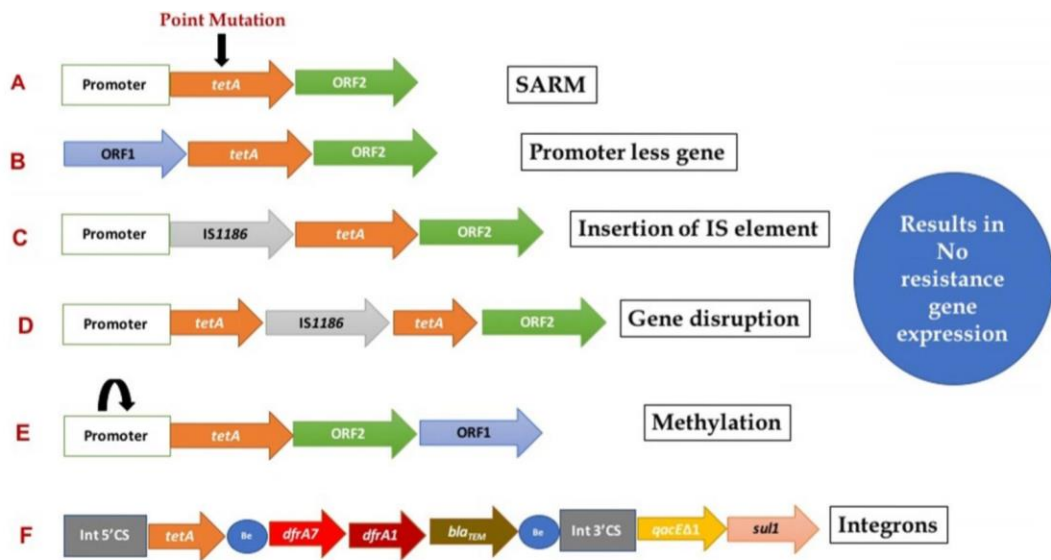 Point Mutation
A Promoter tetA ORF2 SARM
B ORF1 tetA ORF2 Promoter less gene
C Promoter IS1186 tetA ORF2 Insertion of IS element
D Promoter tetA IS1186 tetA ORF2 Gene disruption
E Promoter tetA ORF2 ORF1 Methylation
F Int 5'CS tetA Be dfrA7 dfrA1 blaTEM Be Int 3'CS qacEΔ1 sul1 Integrons
Results in
No
resistance
gene
expression